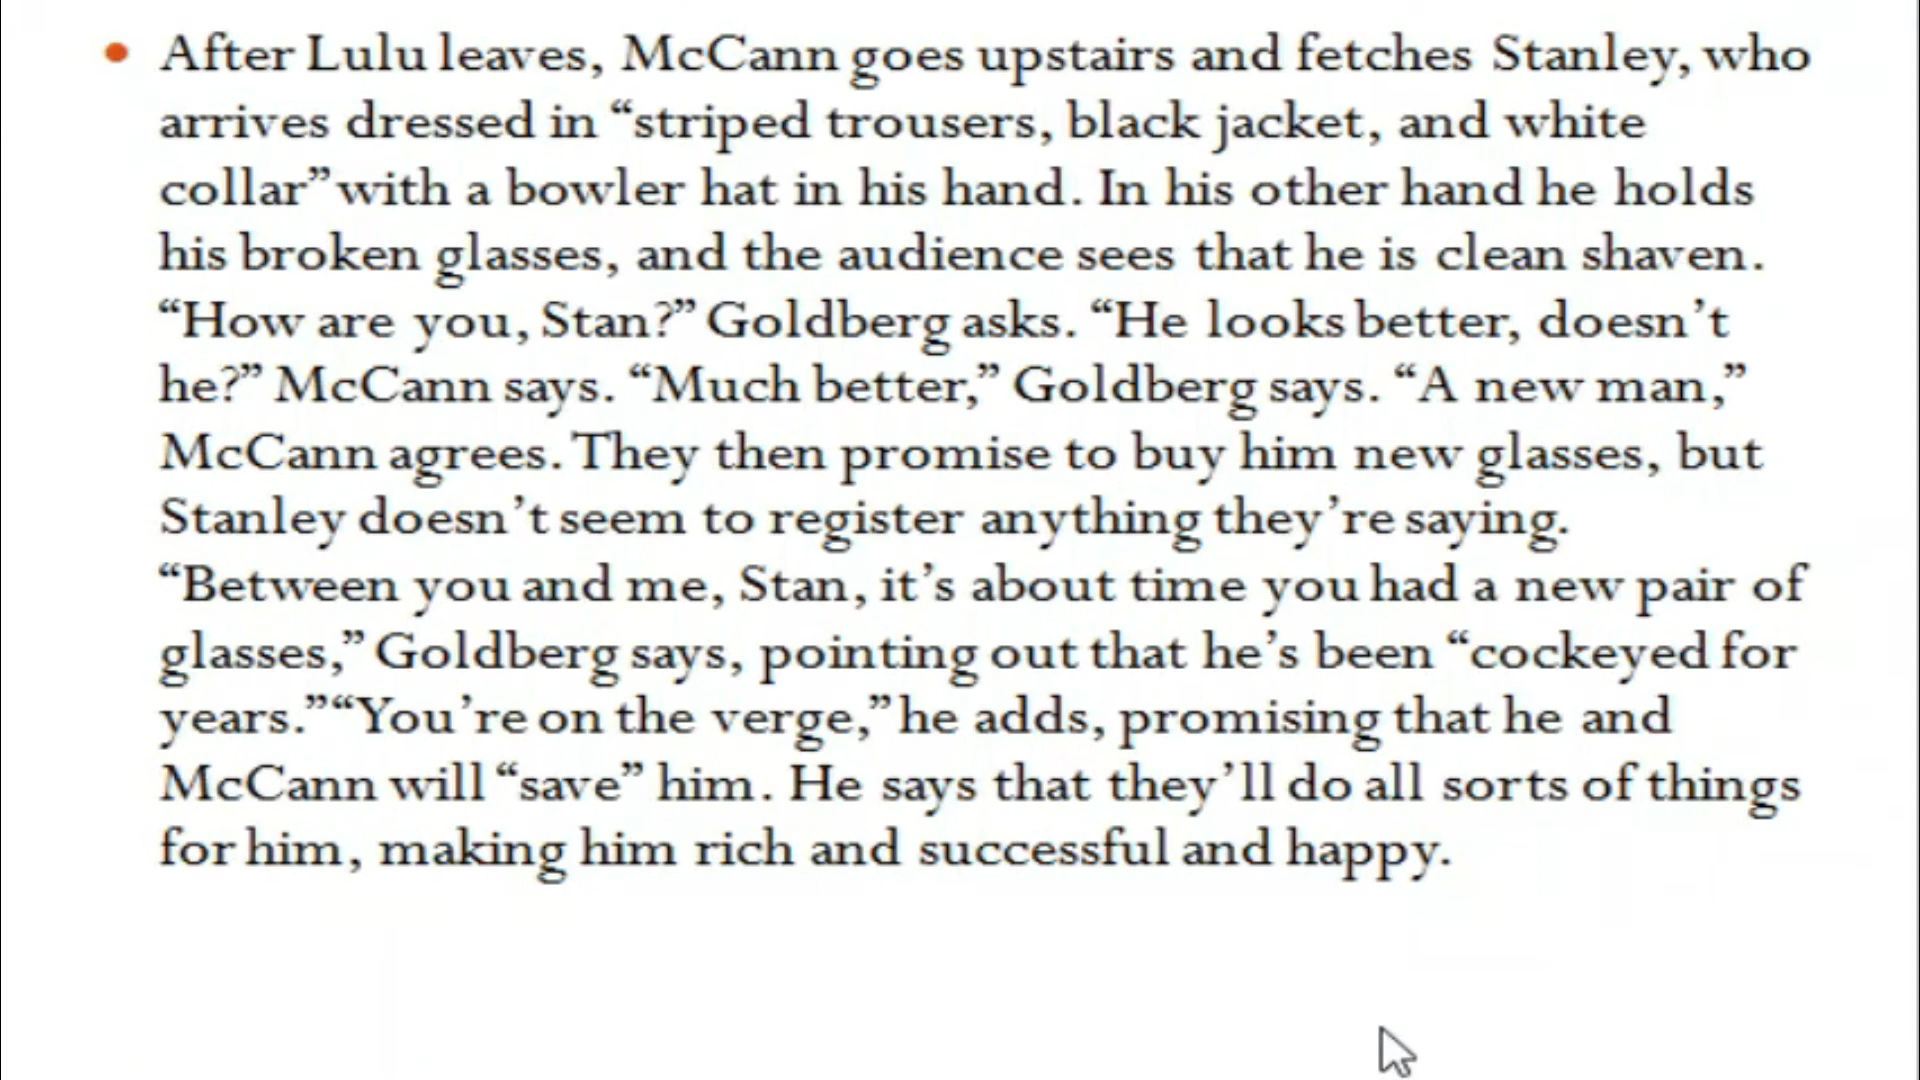 • After Lulu leaves, McCann goes upstairs and fetches Stanley, who
arrives dressed in “striped trousers, black jacket, and white
collar” with a bowler hat in his hand. In his other hand he holds
his broken glasses, and the audience sees that he is clean shaven.
“How are you, Stan?” Goldberg asks. “He looks better, doesn’t
he?” McCann says. “Much better,” Goldberg says. “A new man,”
McCann agrees. They then promise to buy him new glasses, but
Stanley doesn’t seem to register anything they’re saying.
“Between you and me, Stan, it’s about time you had a new pair of
glasses,” Goldberg says, pointing out that he’s been “cockeyed for
years.” “You’re on the verge,” he adds, promising that he and
McCann will “save” him. He says that they’ll do all sorts of things
for him, making him rich and successful and happy.